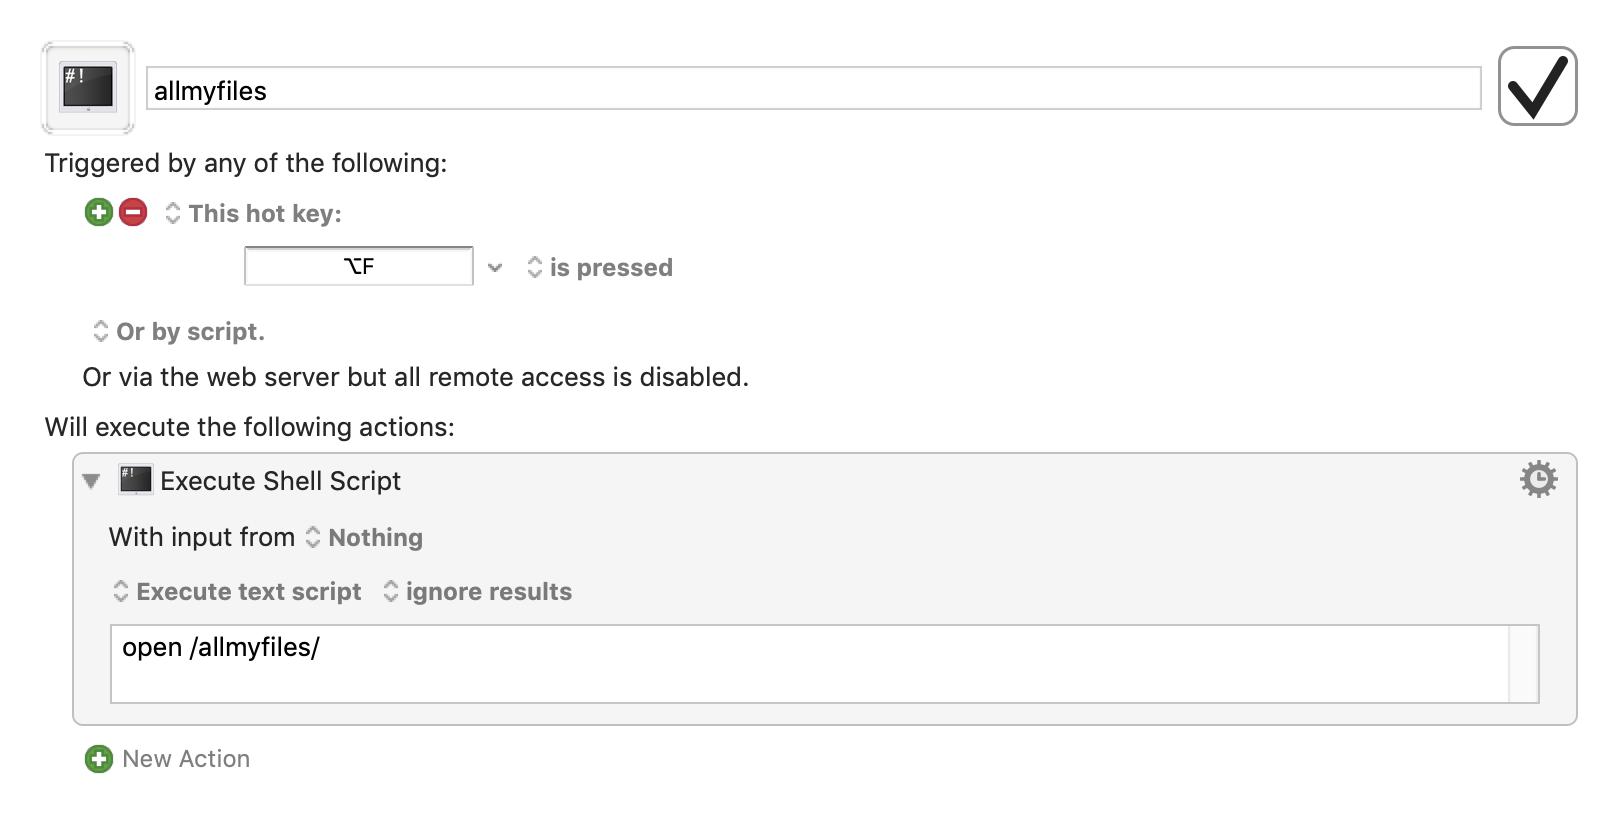 #!
allmyfiles
Triggered by any of the following:
This hot key:
⌥F
is pressed
Or by script.
Or via the web server but all remote access is disabled.
Will execute the following actions:
#!
Execute Shell Script
With input from Nothing
Execute text script ignore results
open /allmyfiles/
New Action